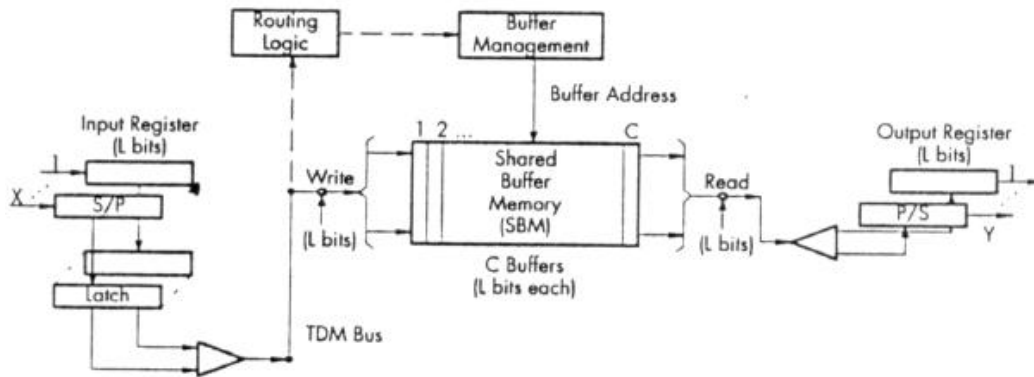 Routing
Logic
Buffer
Management
Buffer Address
Input Register
(L bits)
1
X
S/P
Latch
TDM Bus
Write
(L bits)
1 2 ... C
Shared
Buffer
Memory
(SBM)
C Buffers
(L bits each)
Read
(L bits)
Output Register
(L bits)
1
P/S
Y